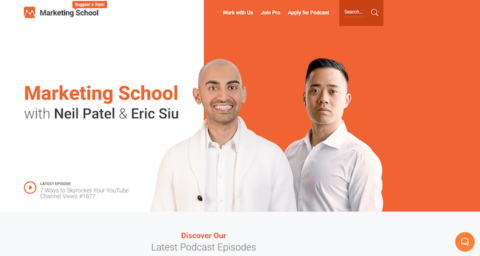 Suggest a Topic
Marketing School
Work with Us
Join Pro
Apply for Podcast
Search...
Marketing School
with Neil Patel & Eric Siu
LATEST EPISODE
7 Ways to Skyrocket Your YouTube
Channel Views #1877
Discover Our
Latest Podcast Episodes